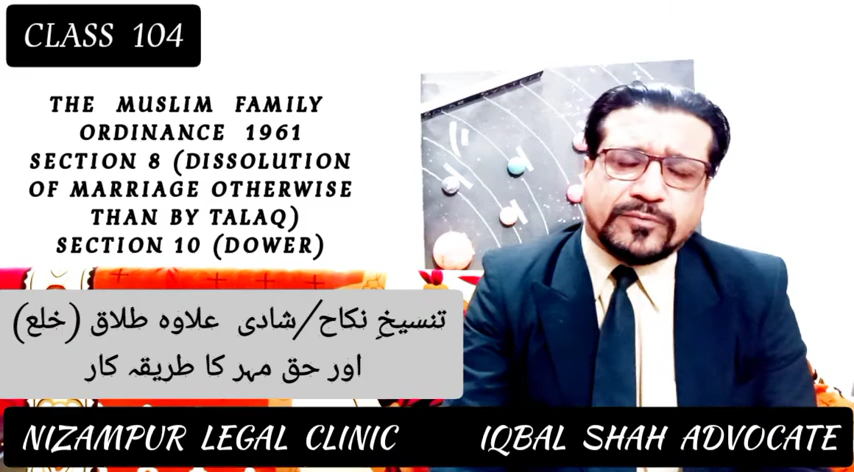 CLASS 104
THE MUSLIM FAMILY
ORDINANCE 1961
SECTION 8 (DISSOLUTION
OF MARRIAGE OTHERWISE
THAN BY TALAQ)
SECTION 10 (DOWER)
تنسیخِ نکاح/شادی علاوہ طلاق (خلع)
اور حق مہر کا طریقہ کار
NIZAMPUR LEGAL CLINIC
IQBAL SHAH ADVOCATE